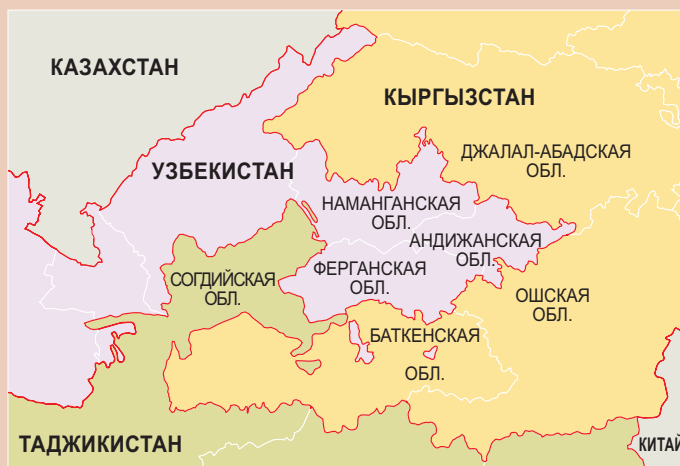 КАЗАХСТАН
КЫРГЫЗСТАН
ДЖАЛАЛ-АБАДСКАЯ
ОБЛ.
УЗБЕКИСТАН
НАМАНГАНСКАЯ
ОБЛ.
АНДИЖАНСКАЯ
ОБЛ.
СОГДИЙСКАЯ
ОБЛ.
ФЕРГАНСКАЯ
ОБЛ.
ОШСКАЯ
ОБЛ.
БАТКЕНСКАЯ
ОБЛ.
ТАДЖИКИСТАН
КИТАЙ